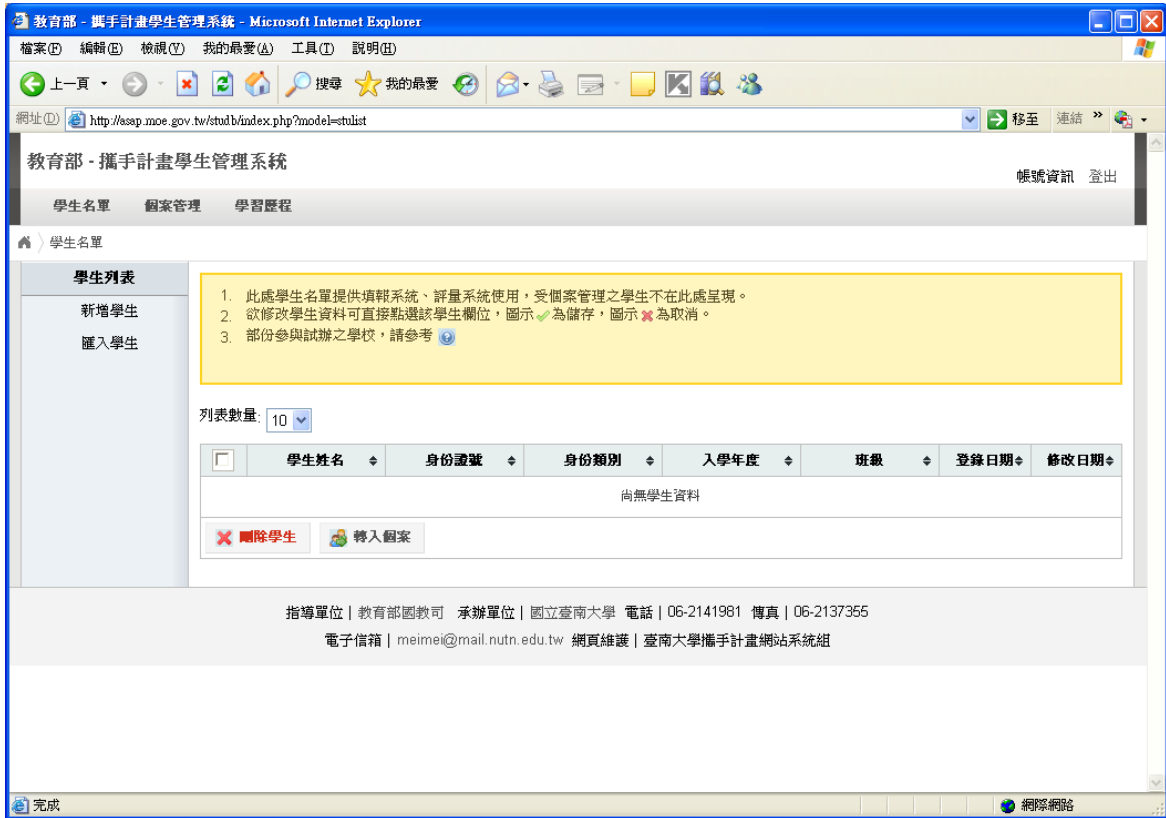 教育部 - 攜手計畫學生管理系統 - Microsoft Internet Explorer
檔案(F) 編輯(E) 檢視(V) 我的最愛(A) 工具(T) 說明(H)
上一頁 搜尋 我的最愛
網址(D) http://asap.moe.gov.tw/studb/index.php?model=stulist 移至 連結 »
教育部 - 攜手計畫學生管理系統
帳號資訊 登出
學生名單 個案管理 學習歷程
學生名單
學生列表
新增學生
匯入學生
1. 此處學生名單提供填報系統、評量系統使用，受個案管理之學生不在此處呈現。
2. 欲修改學生資料可直接點選該學生欄位，圖示 為儲存，圖示 為取消。
3. 部份參與試辦之學校，請參考
列表數量: 10
學生姓名 身份證號 身份類別 入學年度 班級 登錄日期 修改日期
尚無學生資料
刪除學生 轉入個案
指導單位 | 教育部國教司 承辦單位 | 國立臺南大學 電話 | 06-2141981 傳真 | 06-2137355
電子信箱 | meimei@mail.nutn.edu.tw 網頁維護 | 臺南大學攜手計畫網站系統組
完成 網際網路